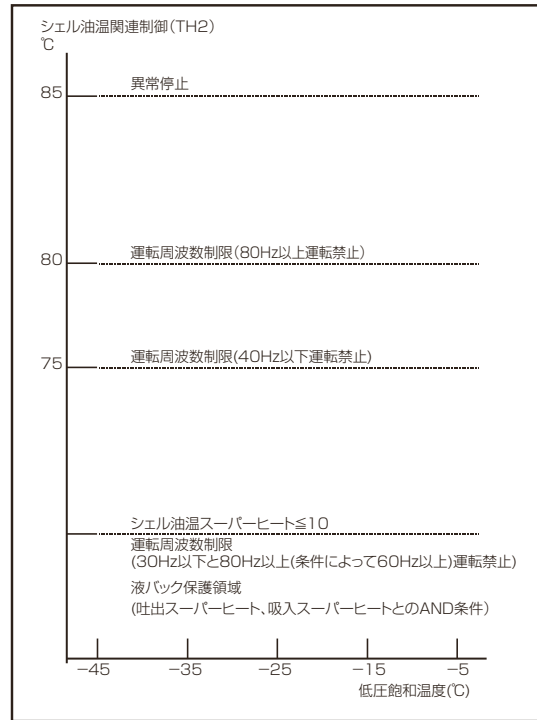 シェル油温関連制御(TH2)
℃
85
異常停止
80
運転周波数制限(80Hz以上運転禁止)
75
運転周波数制限(40Hz以下運転禁止)
シェル油温スーパーヒート≦10
運転周波数制限
(30Hz以下と80Hz以上(条件によって60Hz以上)運転禁止)
液バック保護領域
(吐出スーパーヒート、吸入スーパーヒートとのAND条件)
−45 −35 −25 −15 −5
低圧飽和温度(℃)